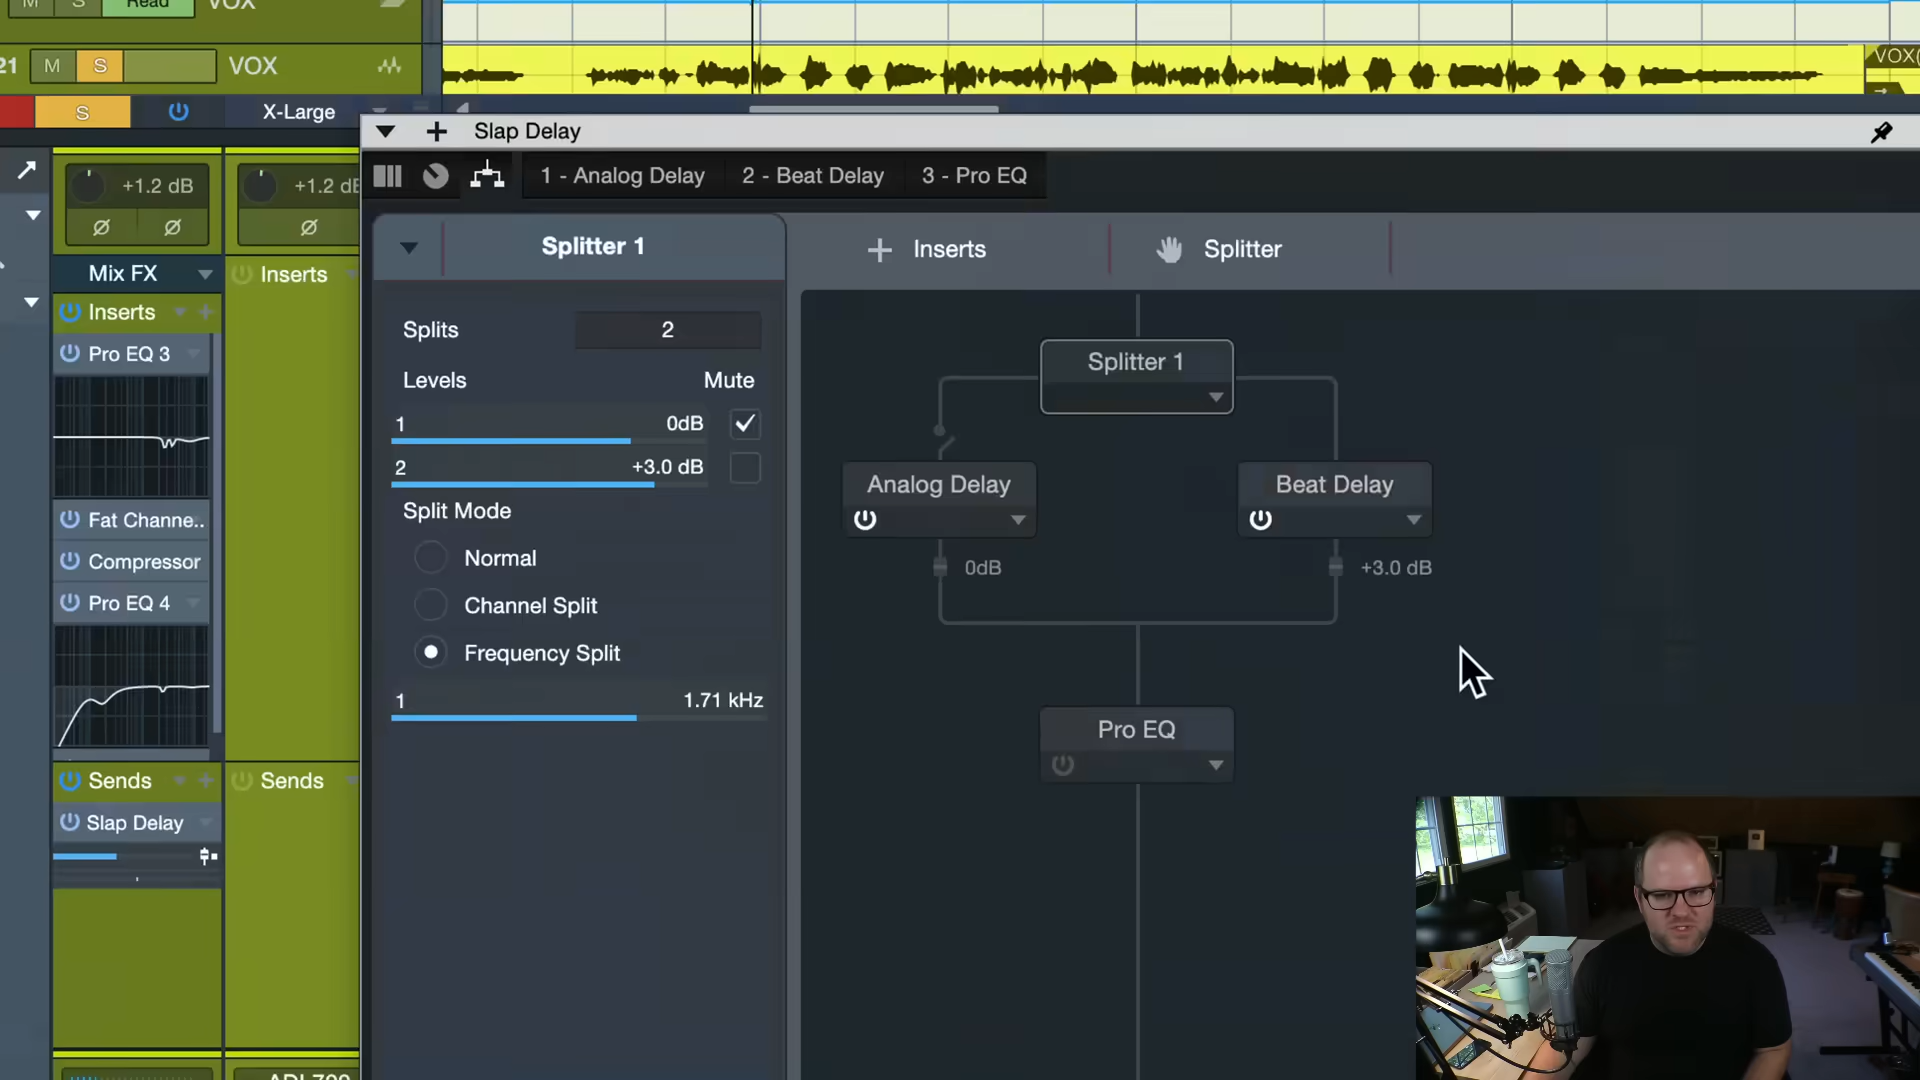 M S Read VOX
21 M S VOX
VOX(
S X-Large
Slap Delay
1 - Analog Delay 2 - Beat Delay 3 - Pro EQ
+1.2 dB +1.2 dB
Splitter 1
Inserts Splitter
Mix FX
Inserts
Inserts
Pro EQ 3
Fat Channe..
Compressor
Pro EQ 4
Sends
Sends
Slap Delay
Splits 2
Levels Mute
1 0dB
2 +3.0 dB
Split Mode
Normal
Channel Split
Frequency Split
1 1.71 kHz
Splitter 1
Analog Delay
Beat Delay
0dB
+3.0 dB
Pro EQ